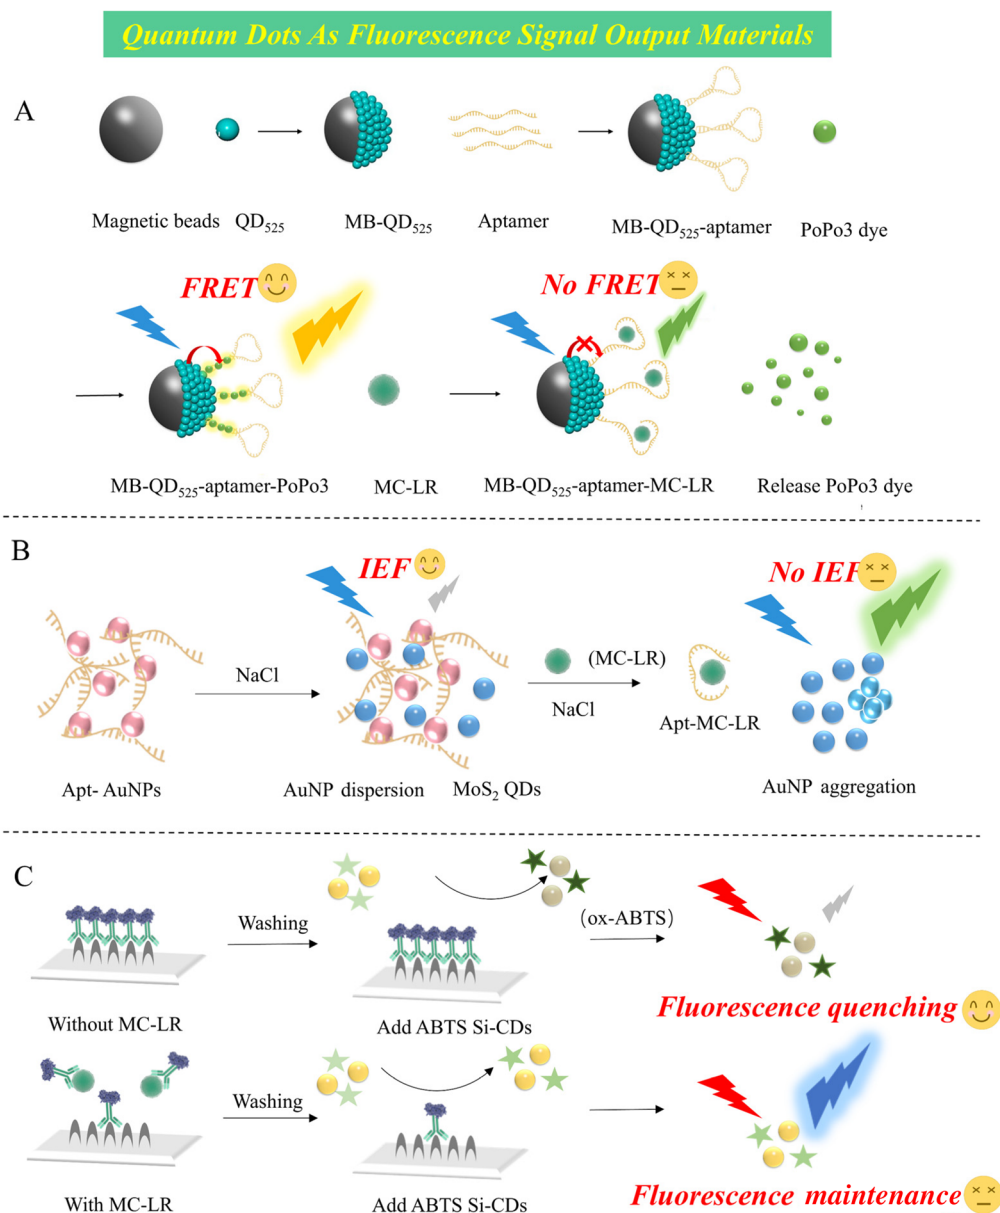 Quantum Dots As Fluorescence Signal Output Materials
A
Magnetic beads QD525 MB-QD525 Aptamer MB-QD525-aptamer PoPo3 dye
FRET No FRET
MB-QD525-aptamer-PoPo3 MC-LR MB-QD525-aptamer-MC-LR Release PoPo3 dye
B
IEF No IEF
NaCl (MC-LR)
NaCl Apt-MC-LR
Apt- AuNPs AuNP dispersion MoS2 QDs AuNP aggregation
C
Washing (ox-ABTS)
Without MC-LR Add ABTS Si-CDs Fluorescence quenching
Washing
With MC-LR Add ABTS Si-CDs Fluorescence maintenance